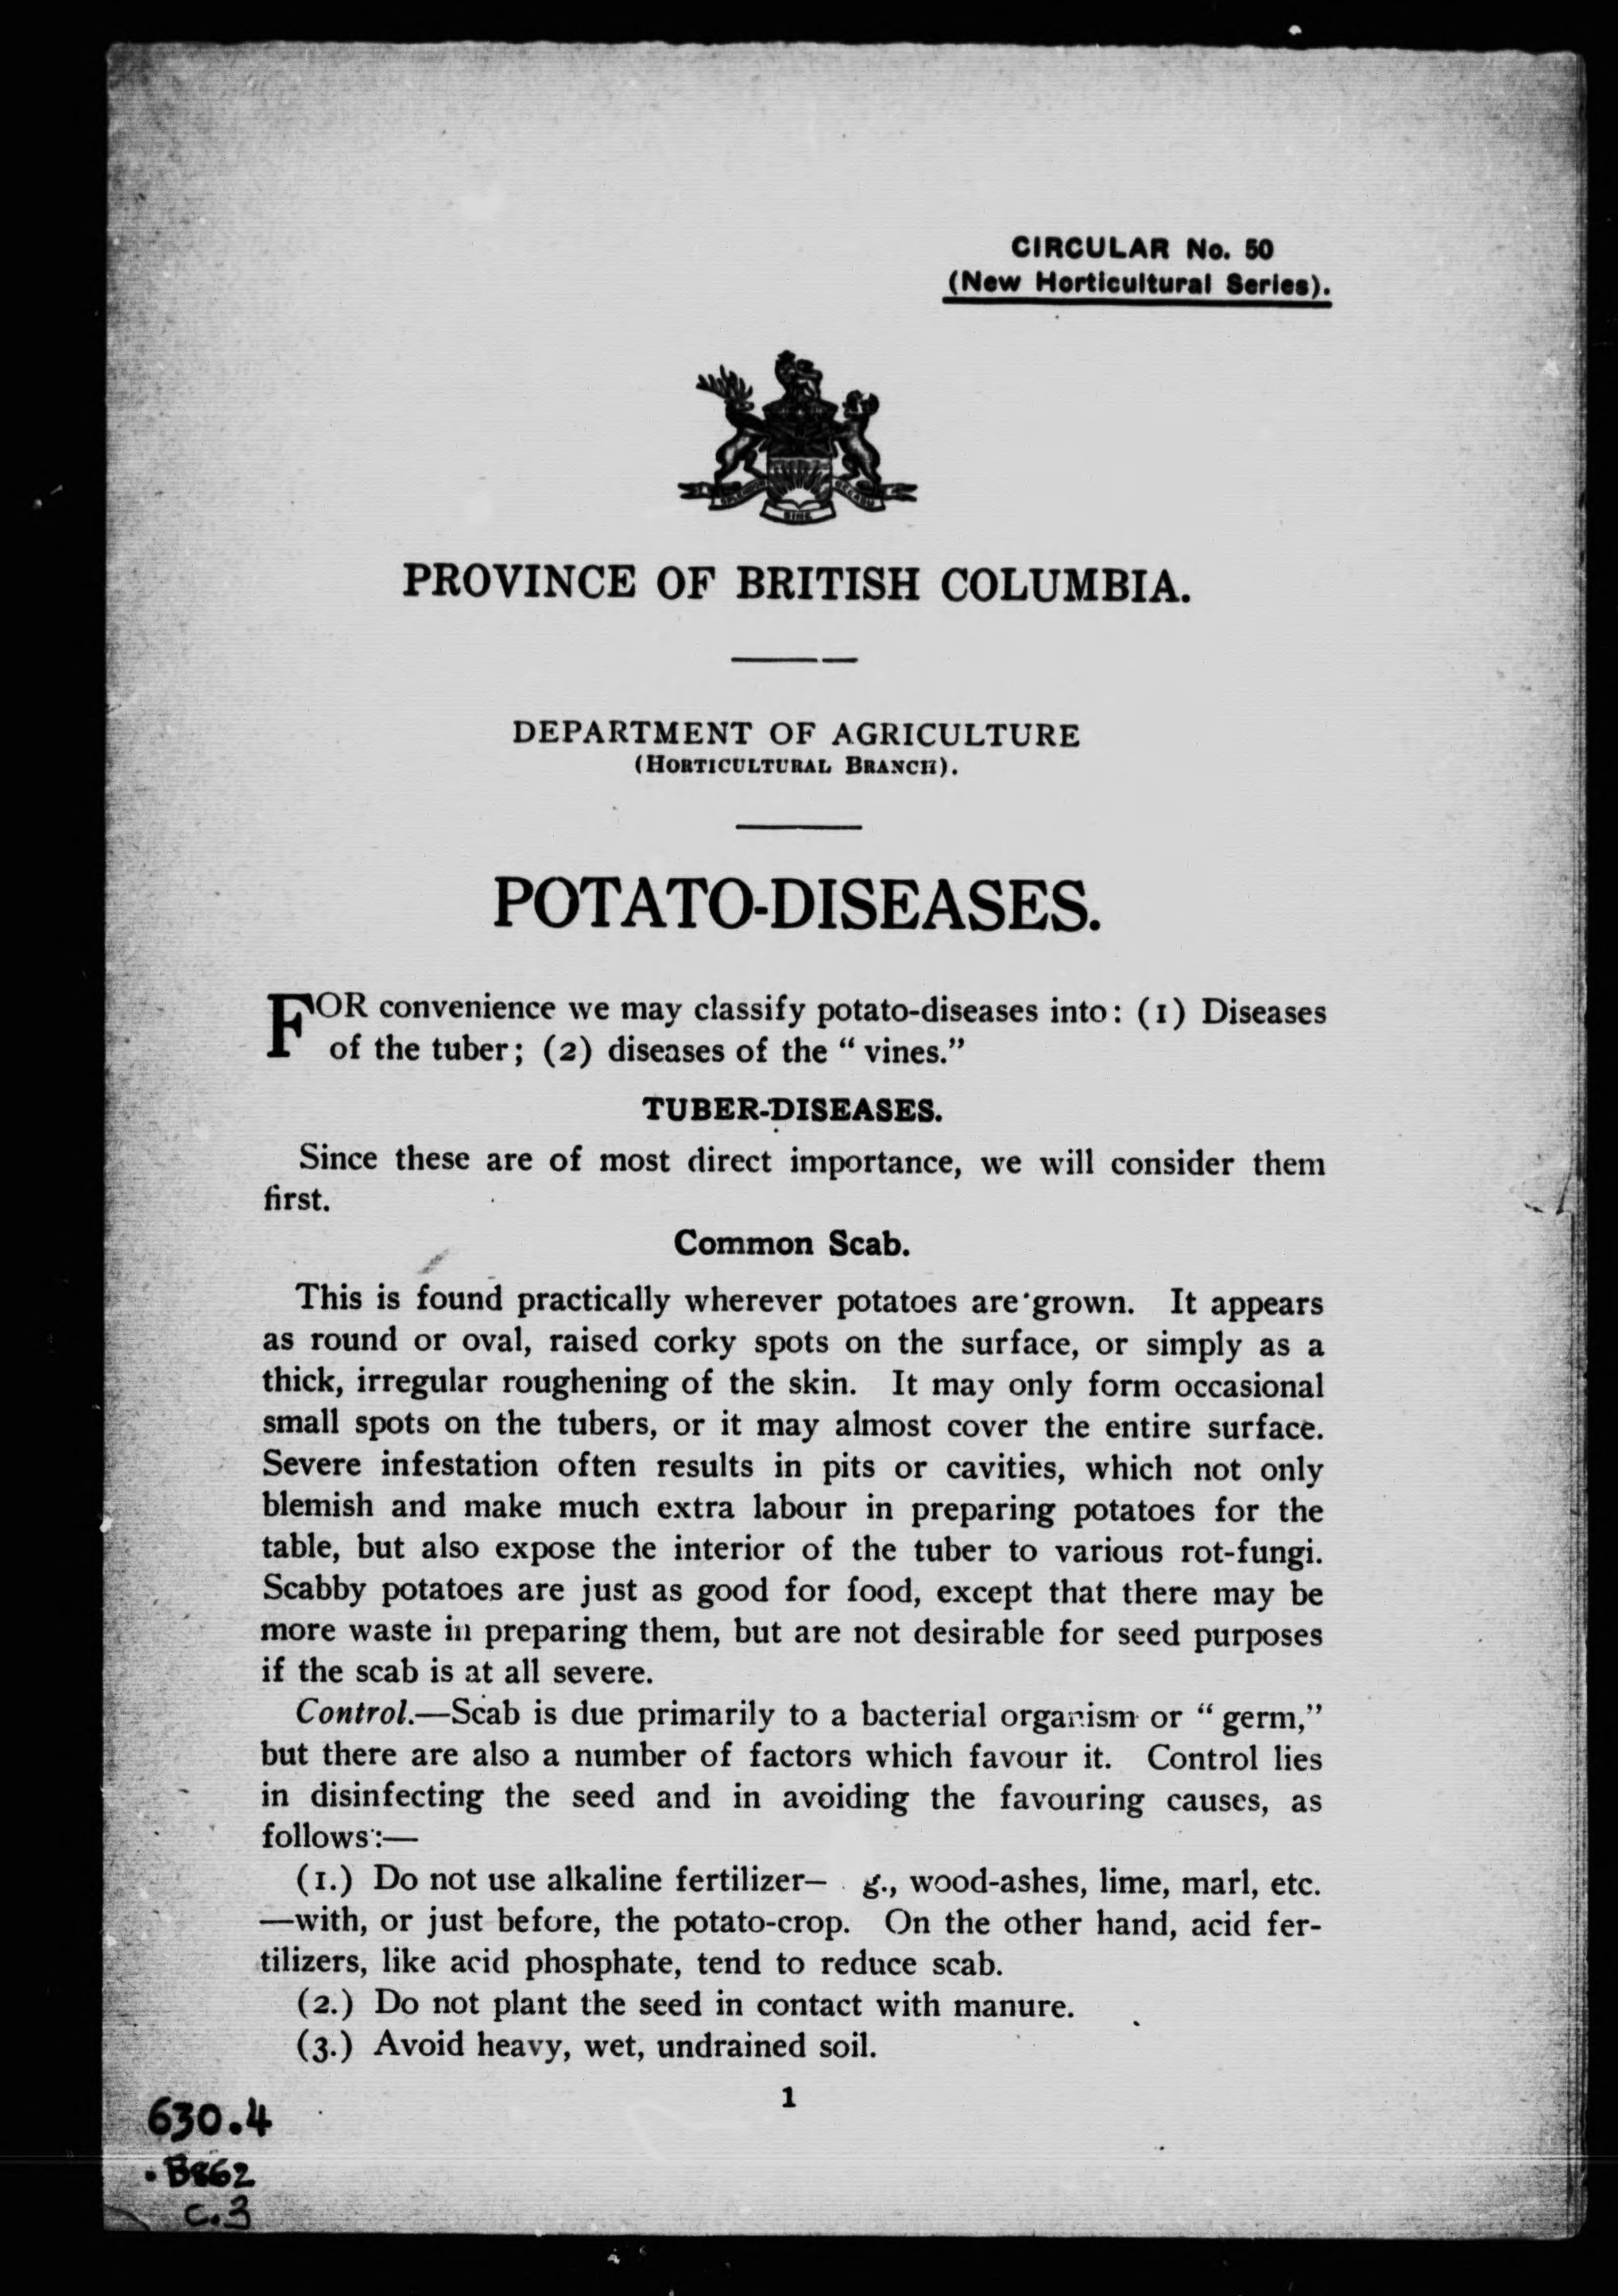 CIRCULAR No. 50
(New Horticultural Series).
SINE
PROVINCE OF BRITISH COLUMBIA.
DEPARTMENT OF AGRICULTURE
(HORTICULTURAL BRANCH).
POTATO-DISEASES.
FOR convenience we may classify potato-diseases into: (1) Diseases
of the tuber; (2) diseases of the “ vines.”
TUBER-DISEASES.
Since these are of most direct importance, we will consider them
first.
Common Scab.
This is found practically wherever potatoes are grown. It appears
as round or oval, raised corky spots on the surface, or simply as a
thick, irregular roughening of the skin. It may only form occasional
small spots on the tubers, or it may almost cover the entire surface.
Severe infestation often results in pits or cavities, which not only
blemish and make much extra labour in preparing potatoes for the
table, but also expose the interior of the tuber to various rot-fungi.
Scabby potatoes are just as good for food, except that there may be
more waste in preparing them, but are not desirable for seed purposes
if the scab is at all severe.
Control.—Scab is due primarily to a bacterial organism or “ germ,”
but there are also a number of factors which favour it. Control lies
in disinfecting the seed and in avoiding the favouring causes, as
follows:—
(1.) Do not use alkaline fertilizer— g., wood-ashes, lime, marl, etc.
—with, or just before, the potato-crop. On the other hand, acid fer-
tilizers, like acid phosphate, tend to reduce scab.
(2.) Do not plant the seed in contact with manure.
(3.) Avoid heavy, wet, undrained soil.
1
630.4
B862
c.3